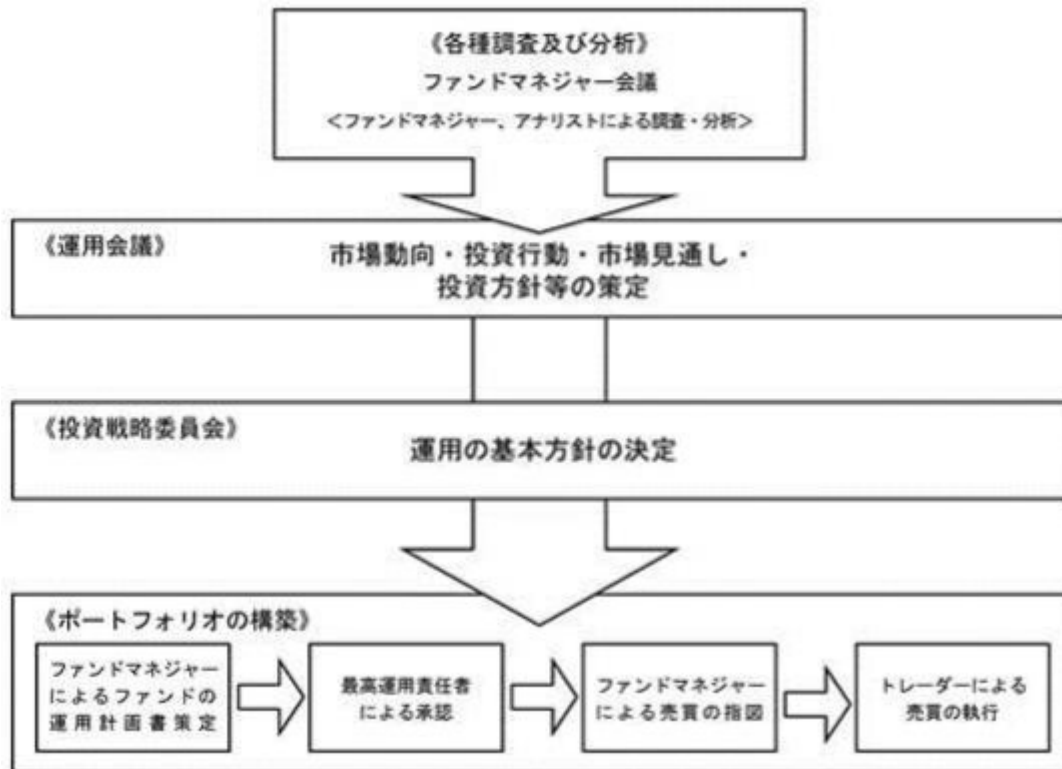 《各種調査及び分析》
ファンドマネジャー会議
<ファンドマネジャー、アナリストによる調査・分析>
《運用会議》
市場動向・投資行動・市場見通し・
投資方針等の策定
《投資戦略委員会》
運用の基本方針の決定
《ポートフォリオの構築》
ファンドマネジャー
によるファンドの
運用計画書策定
最高運用責任者
による承認
ファンドマネジャー
による売買の指図
トレーダーによる
売買の執行